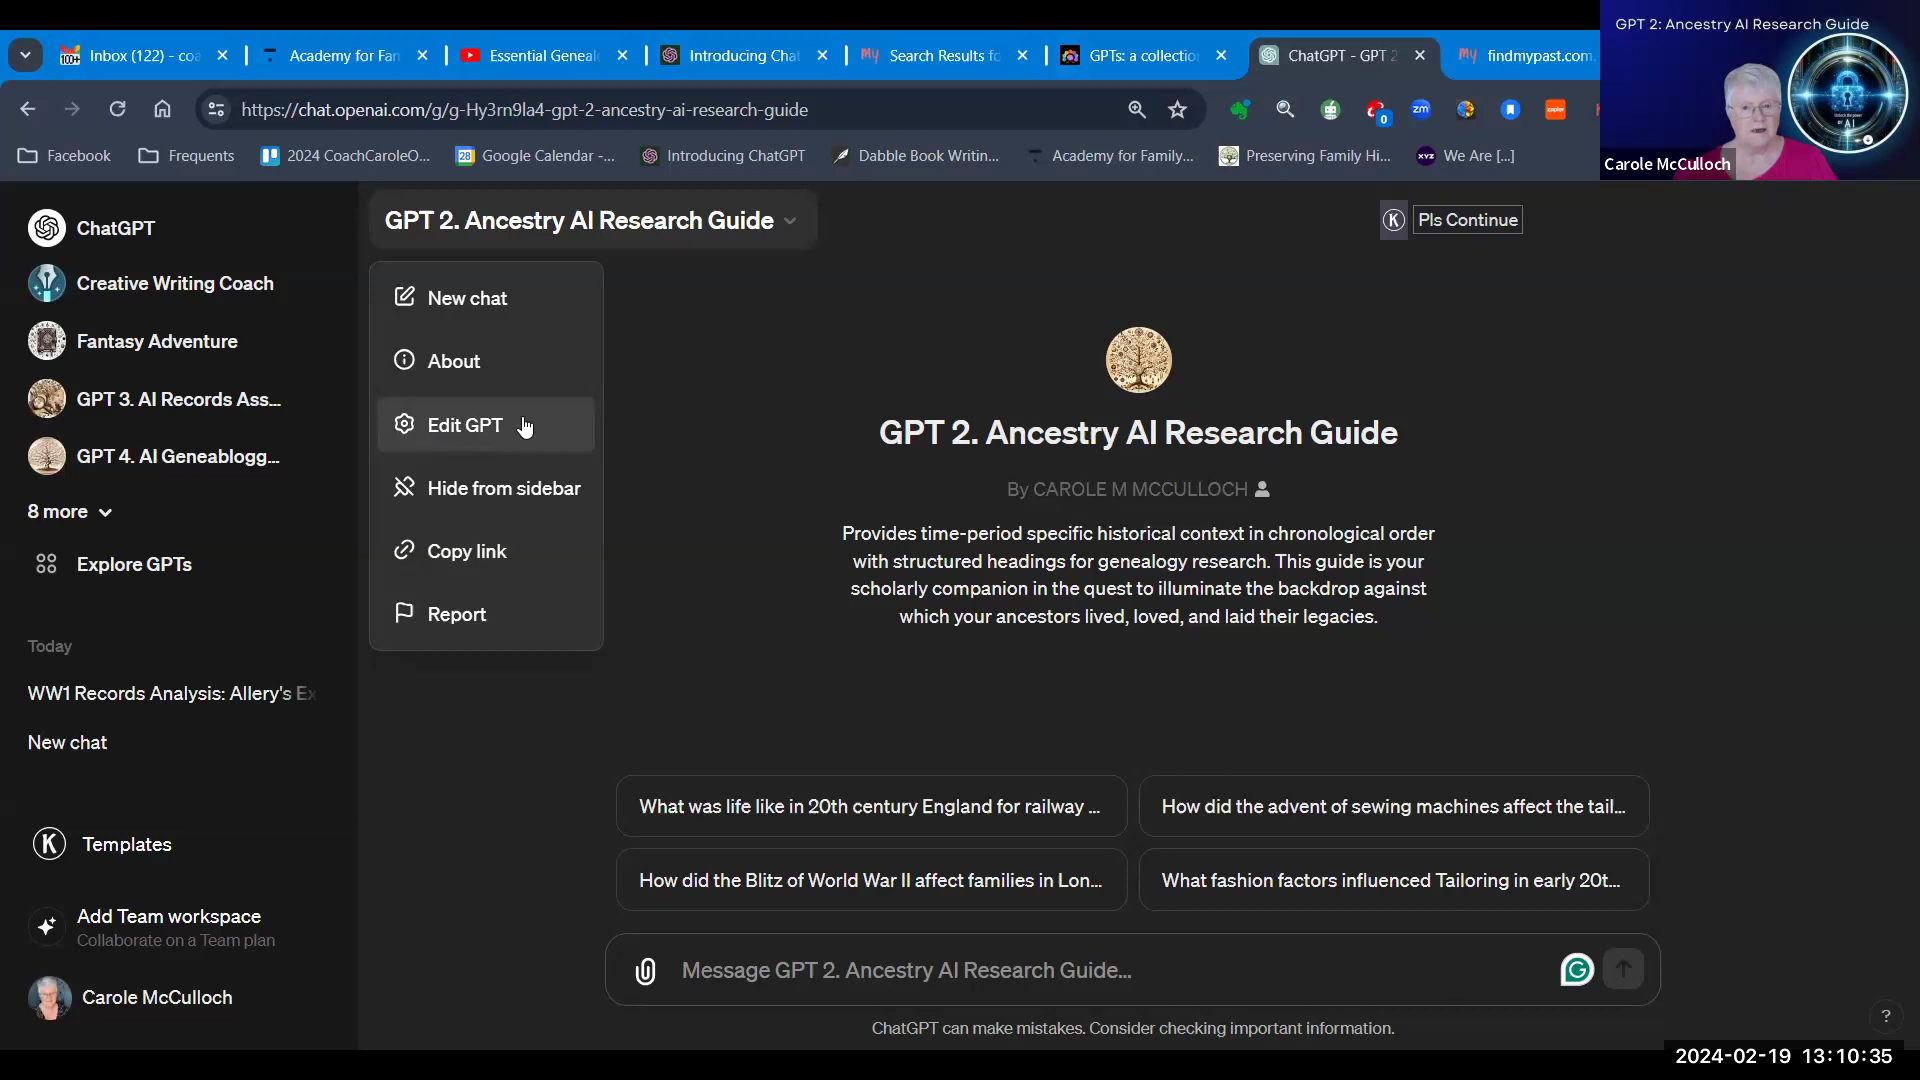 GPT 2: Ancestry AI Research Guide
Inbox (122) - co
Academy for Fan
Essential Geneal
Introducing Chat
Search Results fo
GPTs: a collectio
ChatGPT - GPT 2
findmypast.com
https://chat.openai.com/g/g-Hy3rn9la4-gpt-2-ancestry-ai-research-guide
Facebook
Frequents
2024 CoachCaroleO...
Google Calendar -...
Introducing ChatGPT
Dabble Book Writin...
Academy for Family...
Preserving Family Hi...
We Are [...]
Carole McCulloch
ChatGPT
Creative Writing Coach
Fantasy Adventure
GPT 3. AI Records Ass...
GPT 4. AI Geneablogg...
8 more
Explore GPTs
Today
WW1 Records Analysis: Allery's Ex
New chat
Templates
Add Team workspace
Collaborate on a Team plan
Carole McCulloch
GPT 2. Ancestry AI Research Guide
New chat
About
Edit GPT
Hide from sidebar
Copy link
Report
Pls Continue
GPT 2. Ancestry AI Research Guide
By CAROLE M MCCULLOCH
Provides time-period specific historical context in chronological order
with structured headings for genealogy research. This guide is your
scholarly companion in the quest to illuminate the backdrop against
which your ancestors lived, loved, and laid their legacies.
What was life like in 20th century England for railway ...
How did the advent of sewing machines affect the tail...
How did the Blitz of World War II affect families in Lon...
What fashion factors influenced Tailoring in early 20t...
Message GPT 2. Ancestry AI Research Guide...
ChatGPT can make mistakes. Consider checking important information.
?
2024-02-19 13:10:35